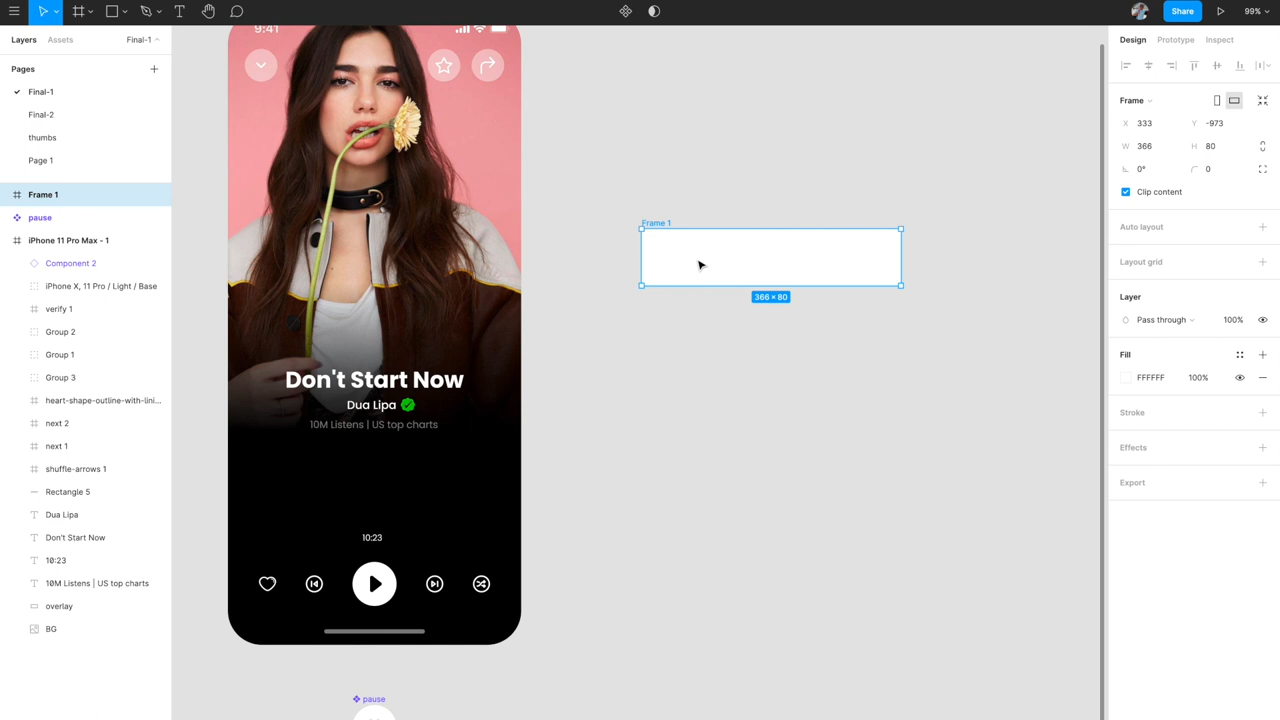 Share
99%
Layers
Assets
Final-1
Pages
Final-1
Final-2
thumbs
Page 1
Frame 1
pause
iPhone 11 Pro Max - 1
Component 2
iPhone X, 11 Pro / Light / Base
verify 1
Group 2
Group 1
Group 3
heart-shape-outline-with-lini...
next 2
next 1
shuffle-arrows 1
Rectangle 5
Dua Lipa
Don't Start Now
10:23
10M Listens | US top charts
overlay
BG
9:41
Don't Start Now
Dua Lipa
10M Listens | US top charts
10:23
pause
Frame 1
366 × 80
Design
Prototype
Inspect
Frame
X 333 Y -973
W 366 H 80
0° 0
Clip content
Auto layout
Layout grid
Layer
Pass through 100%
Fill
FFFFFF 100%
Stroke
Effects
Export